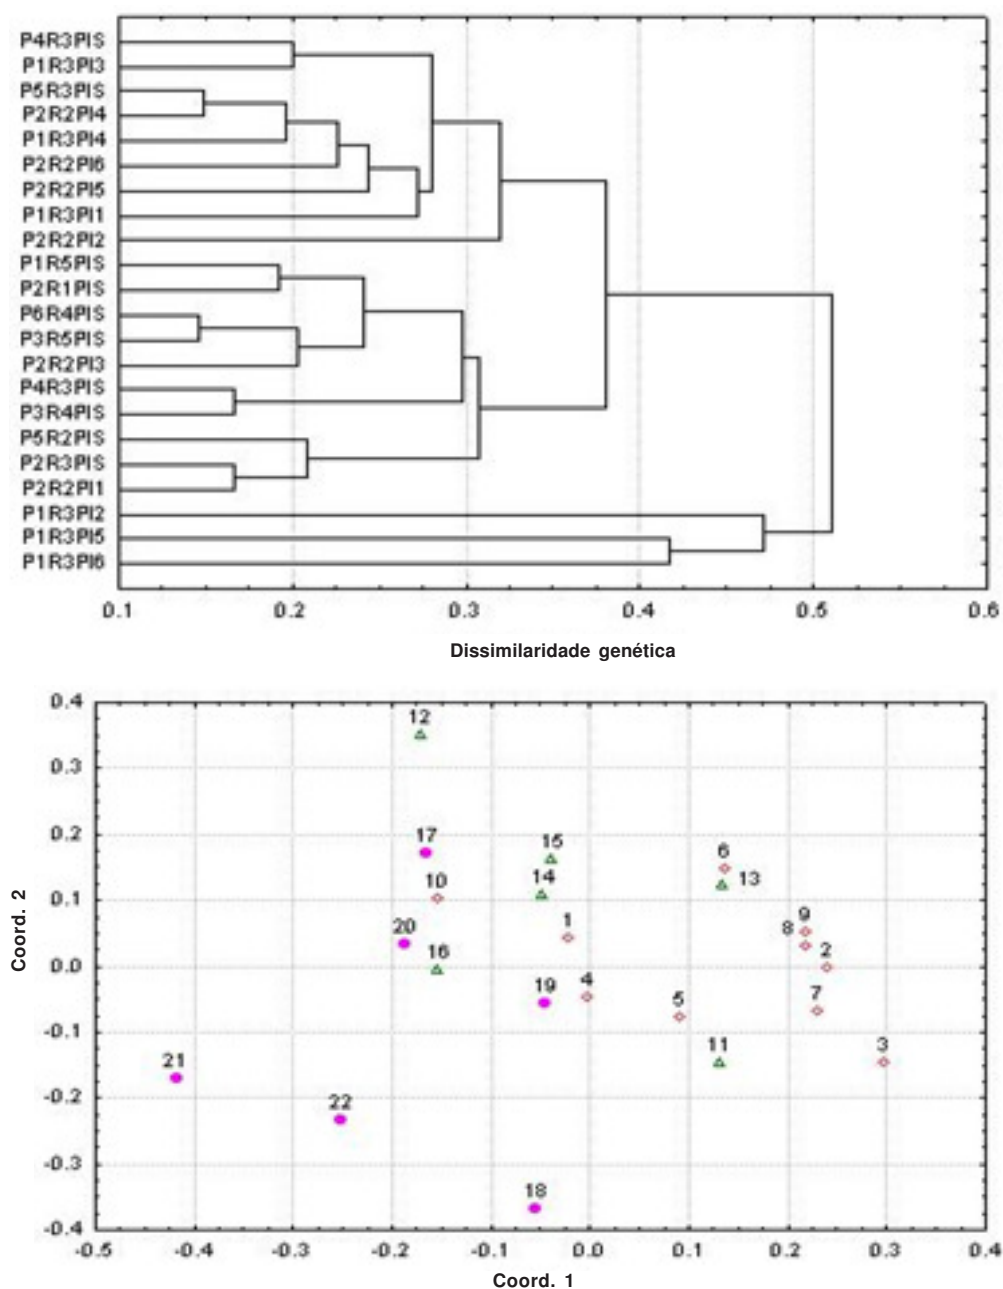 P4R3PIS
P1R3PI3
P5R3PIS
P2R2PI4
P1R3PI4
P2R2PI6
P2R2PI5
P1R3PI1
P2R2PI2
P1R5PIS
P2R1PIS
P6R4PIS
P3R5PIS
P2R2PI3
P4R3PIS
P3R4PIS
P5R2PIS
P2R3PIS
P2R2PI1
P1R3PI2
P1R3PI5
P1R3PI6
0.1 0.2 0.3 0.4 0.5 0.6
Dissimilaridade genética
0.4
12
0.3
0.2
17
15
6
14
13
0.1
10
1
9
8
20
16
2
0.0
19
4
5
7
-0.1
11
3
21
-0.2
22
-0.3
18
-0.4
-0.5 -0.4 -0.3 -0.2 -0.1 0.0 0.1 0.2 0.3 0.4
Coord. 2
Coord. 1